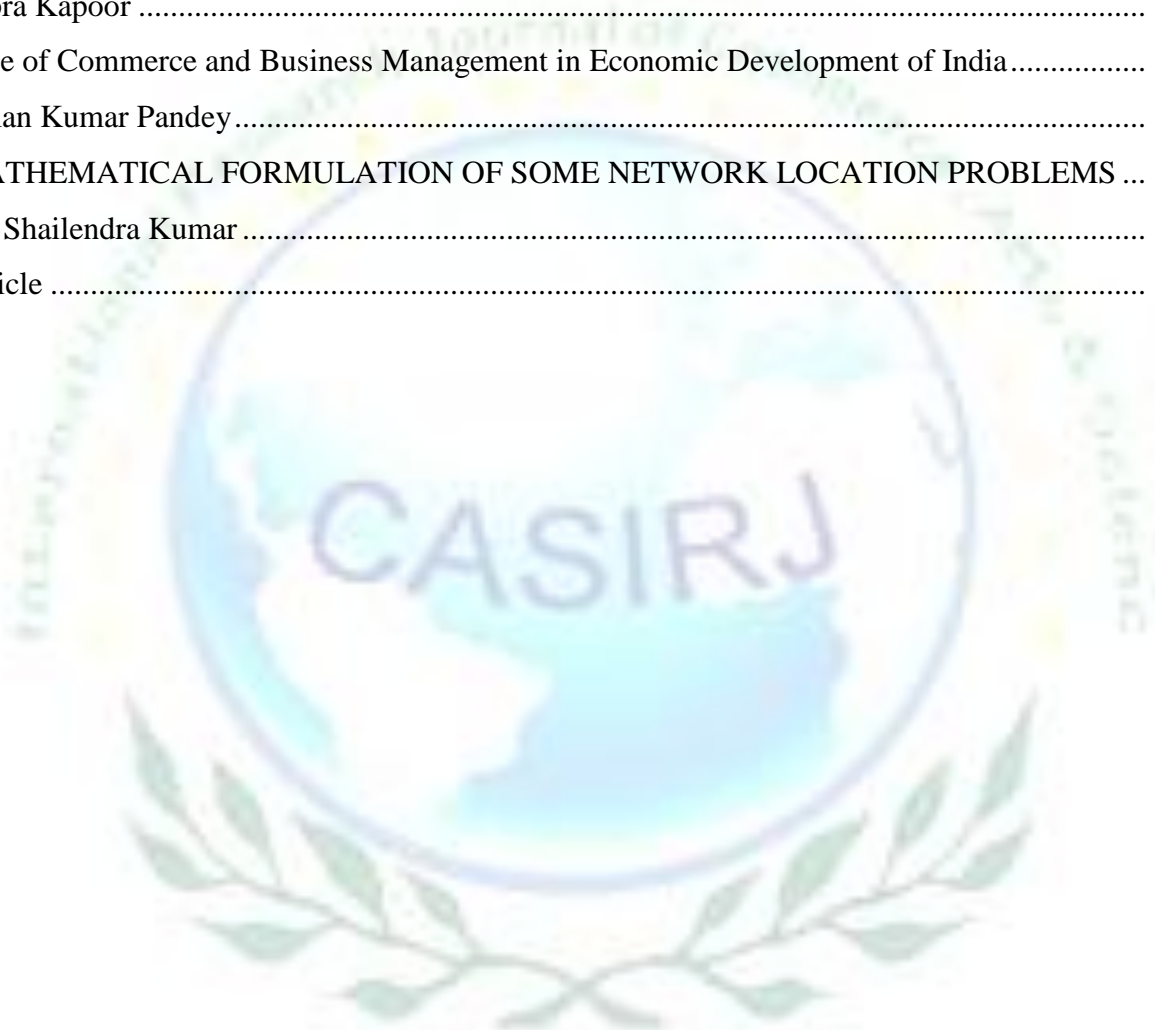 ora Kapoor ................................................................................................................................
e of Commerce and Business Management in Economic Development of India.................
nan Kumar Pandey....................................................................................................................
ATHEMATICAL FORMULATION OF SOME NETWORK LOCATION PROBLEMS ...
Shailendra Kumar ...................................................................................................................
icle ............................................................................................................................................
CASIRJ